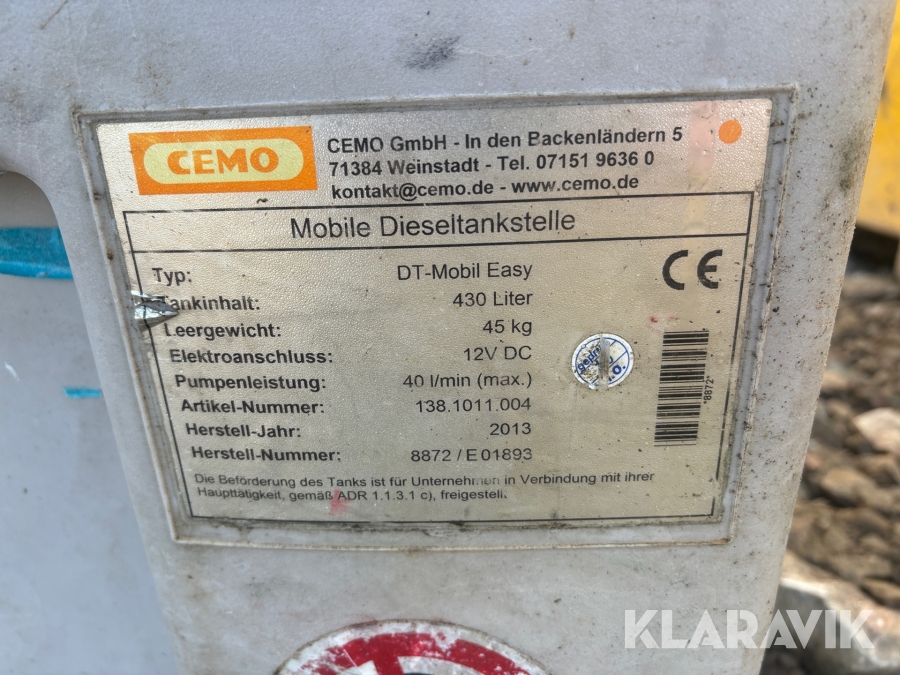 CEMO
CEMO GmbH - In den Backenländern 5
71384 Weinstadt - Tel. 07151 9636 0
kontakt@cemo.de - www.cemo.de
Mobile Dieseltankstelle
Typ: DT-Mobil Easy
CE
Tankinhalt: 430 Liter
Leergewicht: 45 kg
Elektroanschluss: 12V DC
Pumpenleistung: 40 l/min (max.)
Artikel-Nummer: 138.1011.004
Herstell-Jahr: 2013
Herstell-Nummer: 8872 / E 01893
*8872*
Die Beförderung des Tanks ist für Unternehmen in Verbindung mit ihrer
Haupttätigkeit, gemäß ADR 1.1.3.1 c), freigestellt.
KLARAVIK